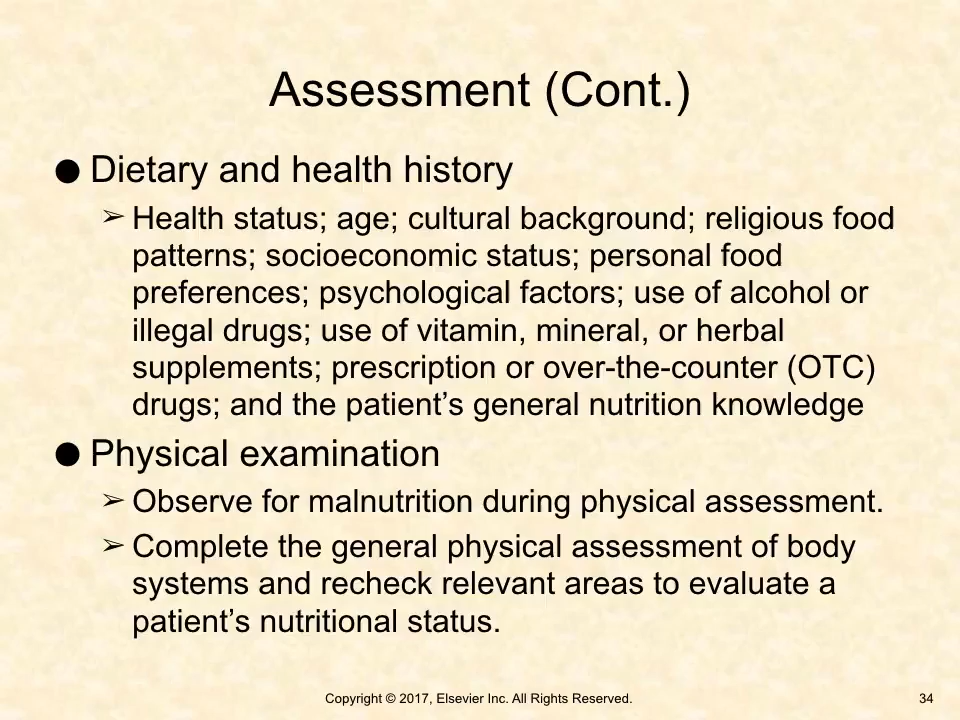 Assessment (Cont.)
● Dietary and health history
➢ Health status; age; cultural background; religious food
patterns; socioeconomic status; personal food
preferences; psychological factors; use of alcohol or
illegal drugs; use of vitamin, mineral, or herbal
supplements; prescription or over-the-counter (OTC)
drugs; and the patient’s general nutrition knowledge
● Physical examination
➢ Observe for malnutrition during physical assessment.
➢ Complete the general physical assessment of body
systems and recheck relevant areas to evaluate a
patient’s nutritional status.
Copyright © 2017, Elsevier Inc. All Rights Reserved.
34